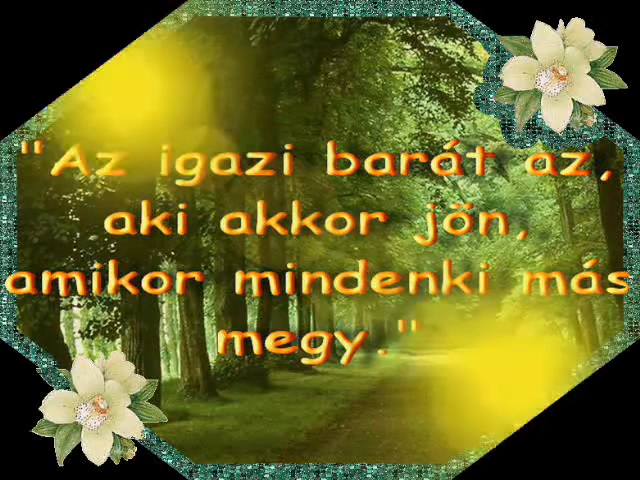 "Az igazi barát az,
aki akkor jön,
amikor mindenki más
megy."